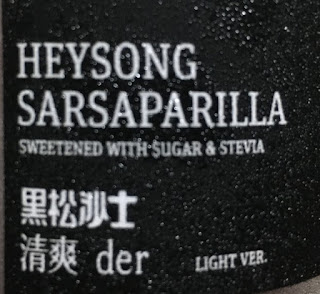 HEYSONG
SARSAPARILLA
SWEETENED WITH SUGAR & STEVIA
黑松沙士
清爽 der LIGHT VER.